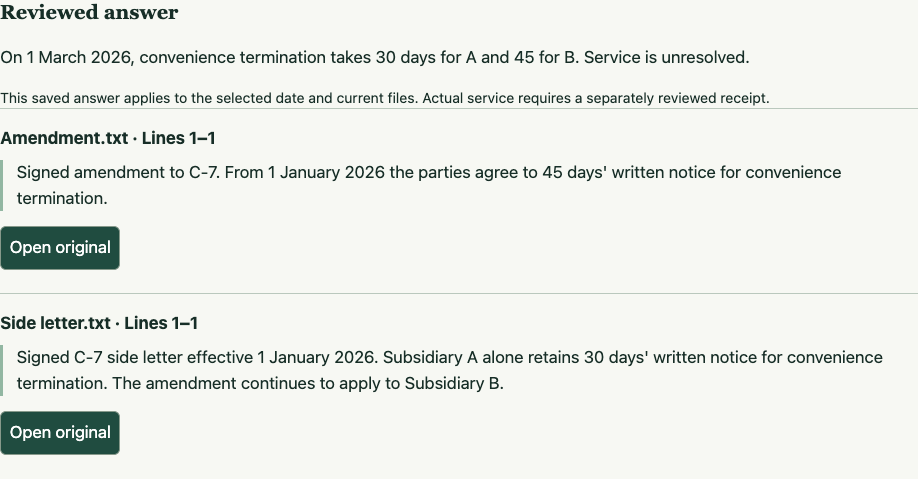 Reviewed answer
On 1 March 2026, convenience termination takes 30 days for A and 45 for B. Service is unresolved.
This saved answer applies to the selected date and current files. Actual service requires a separately reviewed receipt.
Amendment.txt · Lines 1–1
Signed amendment to C-7. From 1 January 2026 the parties agree to 45 days' written notice for convenience
termination.
Open original
Side letter.txt · Lines 1–1
Signed C-7 side letter effective 1 January 2026. Subsidiary A alone retains 30 days' written notice for convenience
termination. The amendment continues to apply to Subsidiary B.
Open original